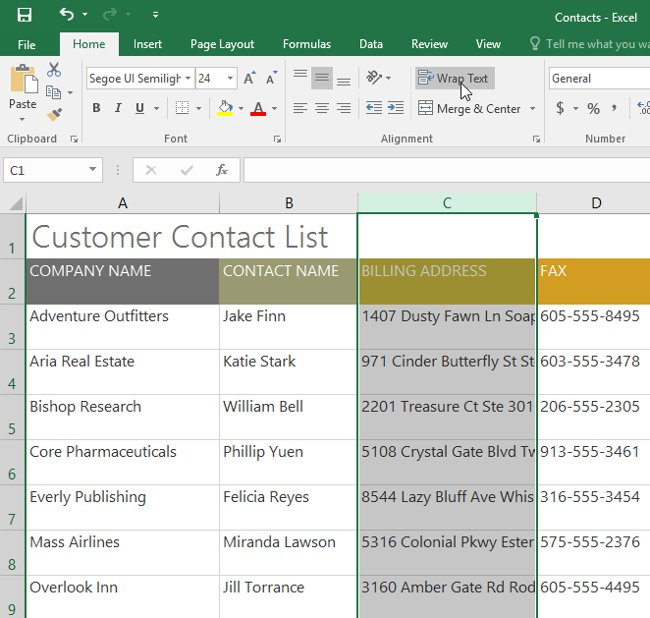 Contacts - Excel
File Home Insert Page Layout Formulas Data Review View Tell me what you
Paste
Segoe UI Semiligh 24 A A
Wrap Text
General
B I U A
Merge & Center
$ % ,
Clipboard Font Alignment Number
C1 fx
A B C D
1 Customer Contact List
2 COMPANY NAME CONTACT NAME BILLING ADDRESS FAX
3 Adventure Outfitters Jake Finn 1407 Dusty Fawn Ln Soap 605-555-8495
4 Aria Real Estate Katie Stark 971 Cinder Butterfly St St 603-555-3478
5 Bishop Research William Bell 2201 Treasure Ct Ste 301 206-555-2305
6 Core Pharmaceuticals Phillip Yuen 5108 Crystal Gate Blvd Tw 913-555-3461
7 Everly Publishing Felicia Reyes 8544 Lazy Bluff Ave Whis 316-555-3454
8 Mass Airlines Miranda Lawson 5316 Colonial Pkwy Ester 575-555-2376
9 Overlook Inn Jill Torrance 3160 Amber Gate Rd Rod 605-555-4495